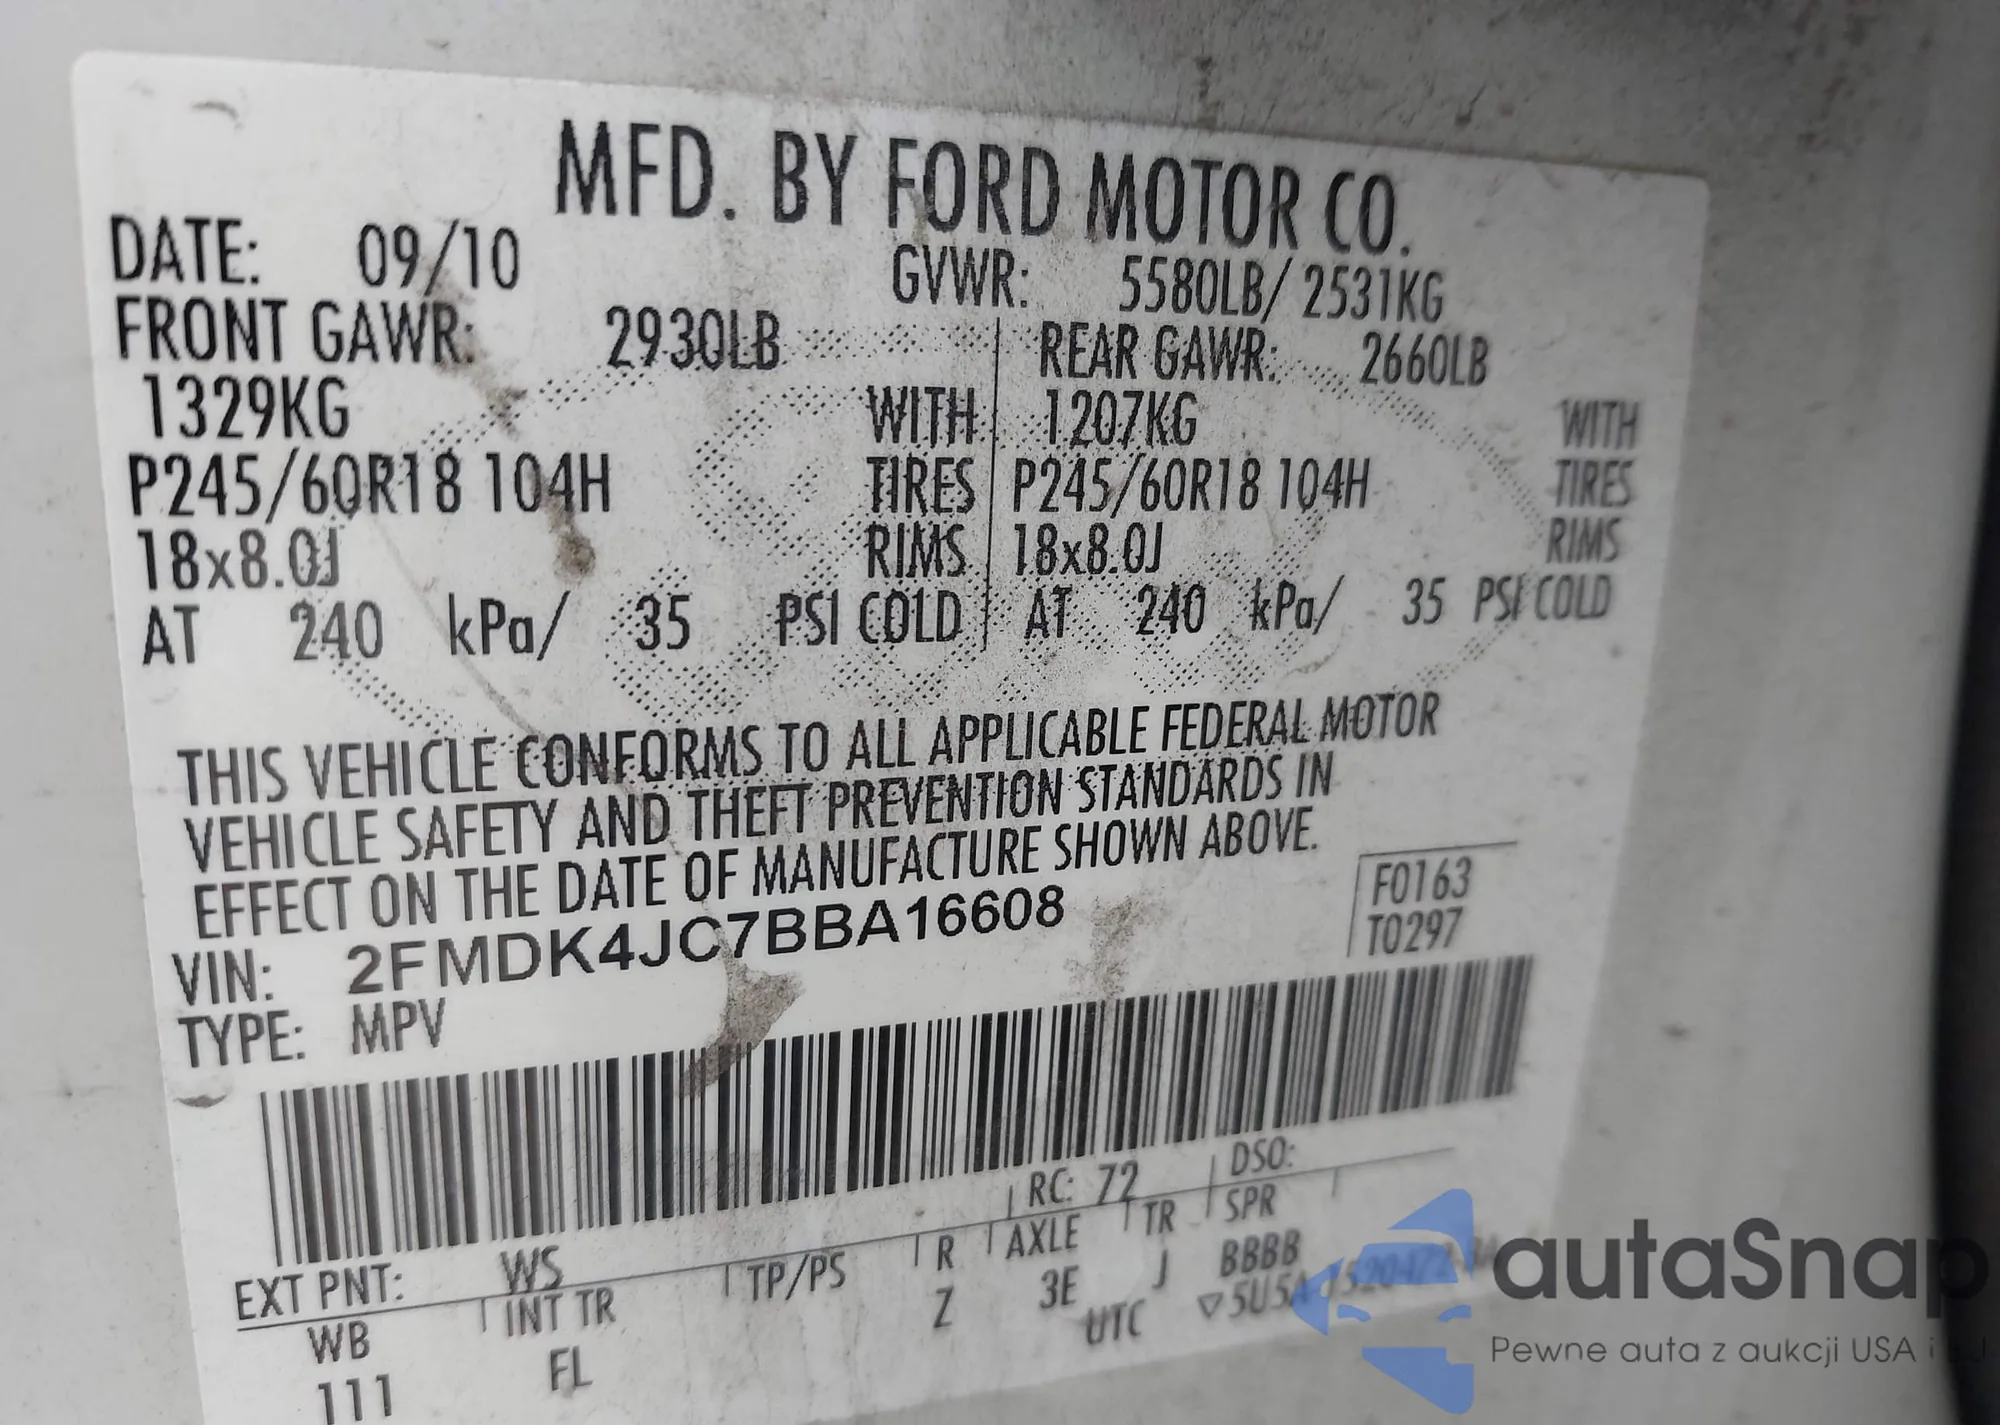 MFD. BY FORD MOTOR CO.
DATE: 09/10 GVWR: 5580LB/ 2531KG
FRONT GAWR: 2930LB REAR GAWR: 2660LB
1329KG WITH 1207KG WITH
P245/60R18 104H TIRES P245/60R18 104H TIRES
18x8.0J RIMS 18x8.0J RIMS
AT 240 kPa/ 35 PSI COLD AT 240 kPa/ 35 PSI COLD
THIS VEHICLE CONFORMS TO ALL APPLICABLE FEDERAL MOTOR
VEHICLE SAFETY AND THEFT PREVENTION STANDARDS IN
EFFECT ON THE DATE OF MANUFACTURE SHOWN ABOVE.
F0163
T0297
VIN: 2FMDK4JC7BBA16608
TYPE: MPV
RC: 72 DSO:
EXT PNT: WS
WB INT TR TP/PS R AXLE TR SPR
111 FL Z 3E J BBBB
UTC
autaSnap
Pewne auta z aukcji USA i